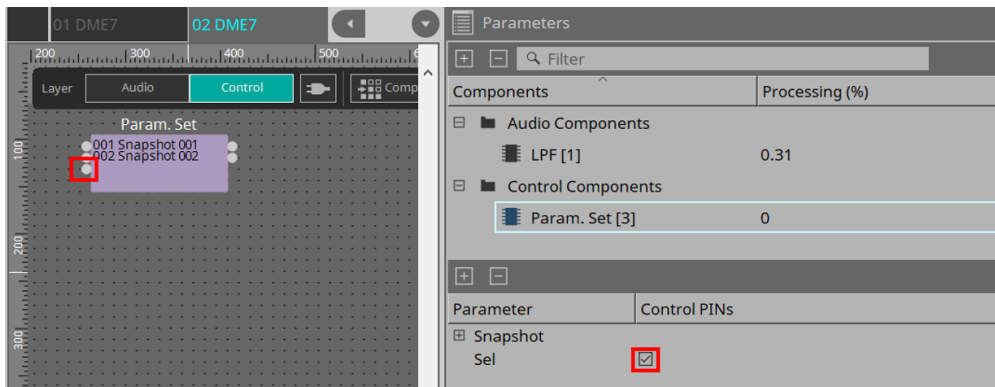 01 DME7
02 DME7
200
300
400
500
Layer
Audio
Control
Comp
Param. Set
001 Snapshot 001
002 Snapshot 002
100
200
300
Parameters
Filter
Components
Processing (%)
Audio Components
LPF [1]
0.31
Control Components
Param. Set [3]
0
Parameter
Control PINs
Snapshot
Sel